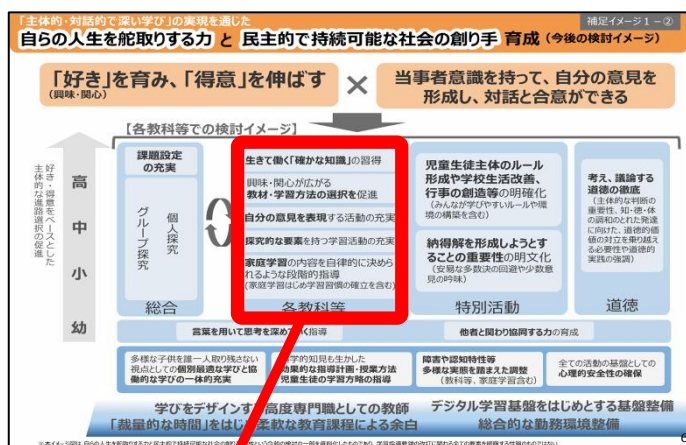 「主体的・対話的で深い学び」の実現を通じた
補足イメージ1-②
自らの人生を舵取りする力 と 民主的で持続可能な社会の創り手 育成(今後の検討イメージ)
「好き」を育み、「得意」を伸ばす
(興味・関心)
×
当事者意識を持って、自分の意見を
形成し、対話と合意ができる
【各教科等での検討イメージ】
好き・得意をベースとした
主体的な進路選択の促進
高
中
小
幼
課題設定
の充実
グループ探究
個人探究
総合
生きて働く「確かな知識」の習得
興味・関心が広がる
教材・学習方法の選択を促進
自分の意見を表現する活動の充実
探究的な要素を持つ学習活動の充実
家庭学習の内容を自律的に決めら
れるような段階的指導
(家庭学習はじめ学習習慣の確立を含む)
各教科等
児童生徒主体のルール
形成や学校生活改善、
行事の創造等の明確化
(みんなが学びやすいルールや環
境の構築を含む)
納得解を形成しようとす
ることの重要性の明文化
(安易な多数決の回避や少数意
見の吟味)
特別活動
考え、議論する
道徳の徹底
(主体的な判断の
重要性、知・徳・体
の調和のとれた発達
に向けた、道徳的価
値の対立を乗り越え
る必要性や道徳的
実践の強調)
道徳
言葉を用いて思考を深めていく指導
他者と関わり協同する力の育成
多様な子供を誰一人取り残さない
視点としての個別最適な学びと協
働的な学びの一体的充実
学的知見も生かした
効果的な指導計画・授業方法
児童生徒の学習方略の指導
障害や認知特性等
多様な実態を踏まえた調整
(教科等、家庭学習含む)
全ての活動の基盤としての
心理的安全性の確保
学びをデザインする高度専門職としての教師
「裁量的な時間」をはじめ柔軟な教育課程による余白
デジタル学習基盤をはじめとする基盤整備
総合的な勤務環境整備